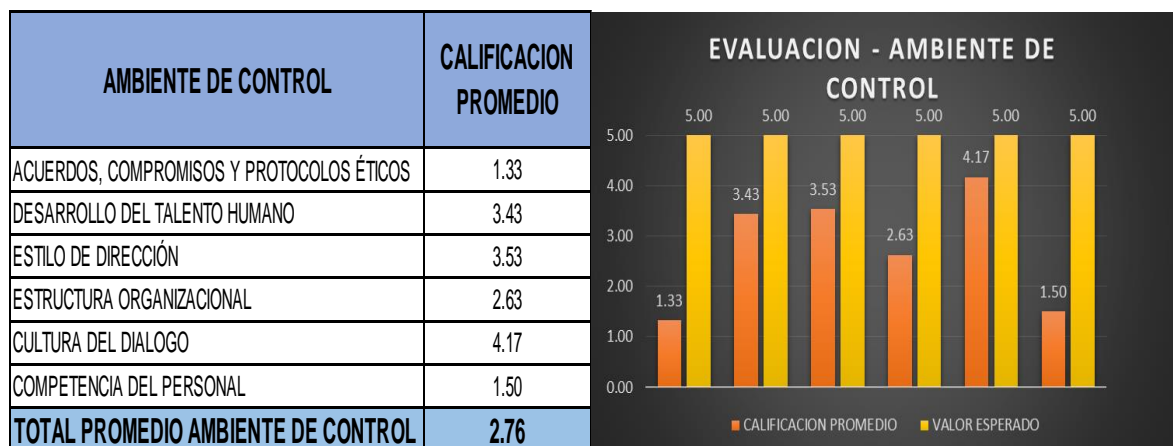 AMBIENTE DE CONTROL
CALIFICACION
PROMEDIO
ACUERDOS, COMPROMISOS Y PROTOCOLOS ÉTICOS 1.33
DESARROLLO DEL TALENTO HUMANO 3.43
ESTILO DE DIRECCIÓN 3.53
ESTRUCTURA ORGANIZACIONAL 2.63
CULTURA DEL DIALOGO 4.17
COMPETENCIA DEL PERSONAL 1.50
TOTAL PROMEDIO AMBIENTE DE CONTROL 2.76
EVALUACION - AMBIENTE DE
CONTROL
5.00 5.00 5.00 5.00 5.00 5.00
5.00
4.17
4.00
3.43 3.53
3.00
2.63
2.00
1.33 1.50
1.00
0.00
CALIFICACION PROMEDIO VALOR ESPERADO